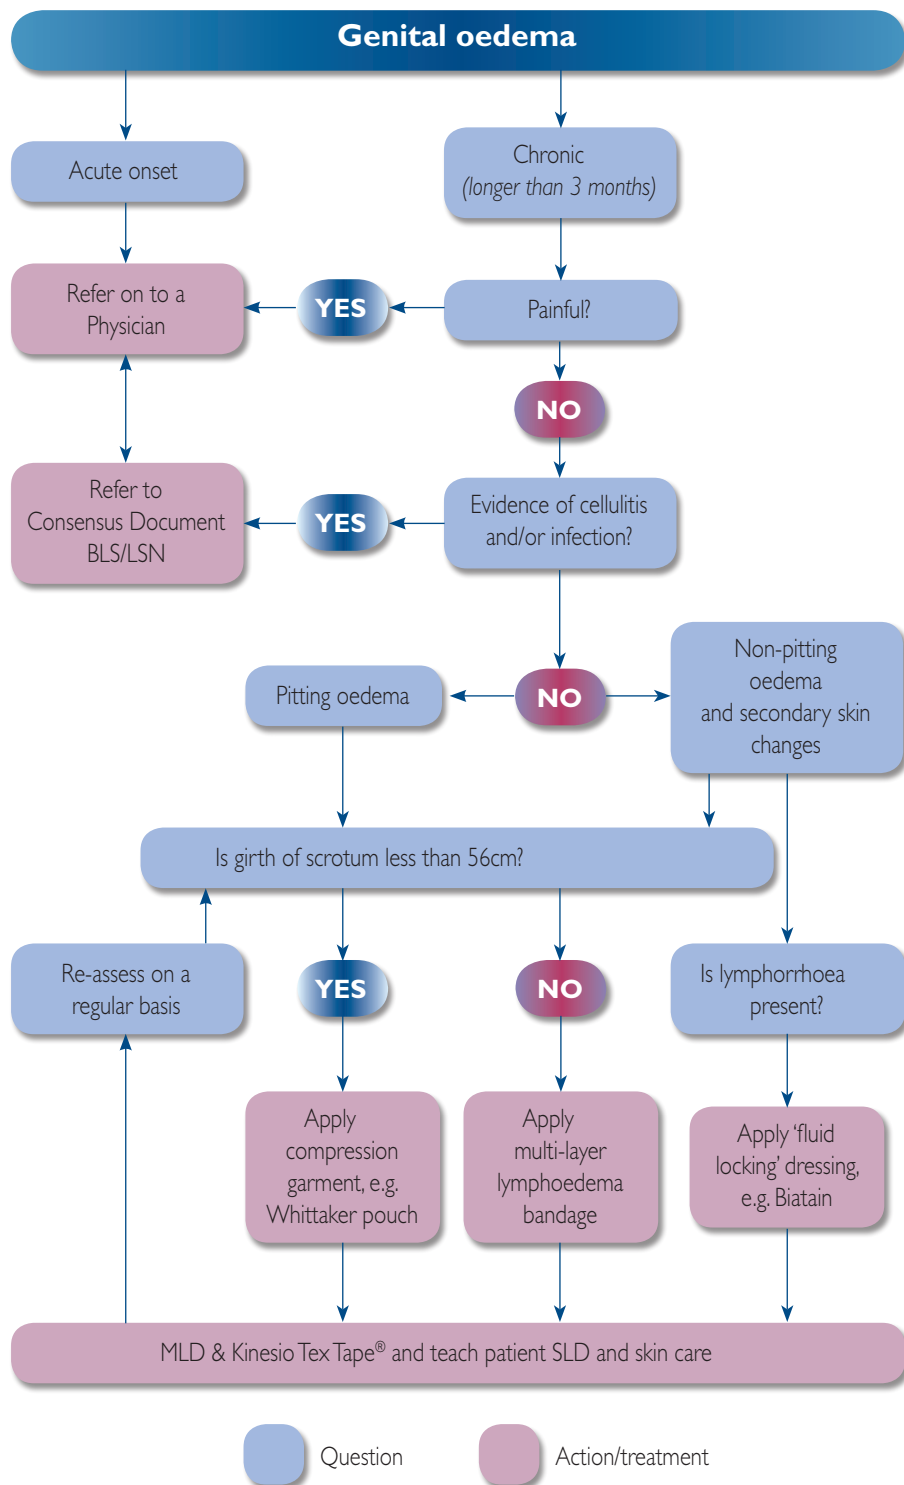 Genital oedema
Acute onset
Chronic
(longer than 3 months)
Refer on to a
Physician
YES
Painful?
NO
Refer to
Consensus Document
BLS/LSN
YES
Evidence of cellulitis
and/or infection?
Pitting oedema
NO
Non-pitting
oedema
and secondary skin
changes
Is girth of scrotum less than 56cm?
Re-assess on a
regular basis
YES
NO
Is lymphorrhoea
present?
Apply
compression
garment, e.g.
Whittaker pouch
Apply
multi-layer
lymphoedema
bandage
Apply ‘fluid
locking’ dressing,
e.g. Biatain
MLD & Kinesio Tex Tape® and teach patient SLD and skin care
Question
Action/treatment